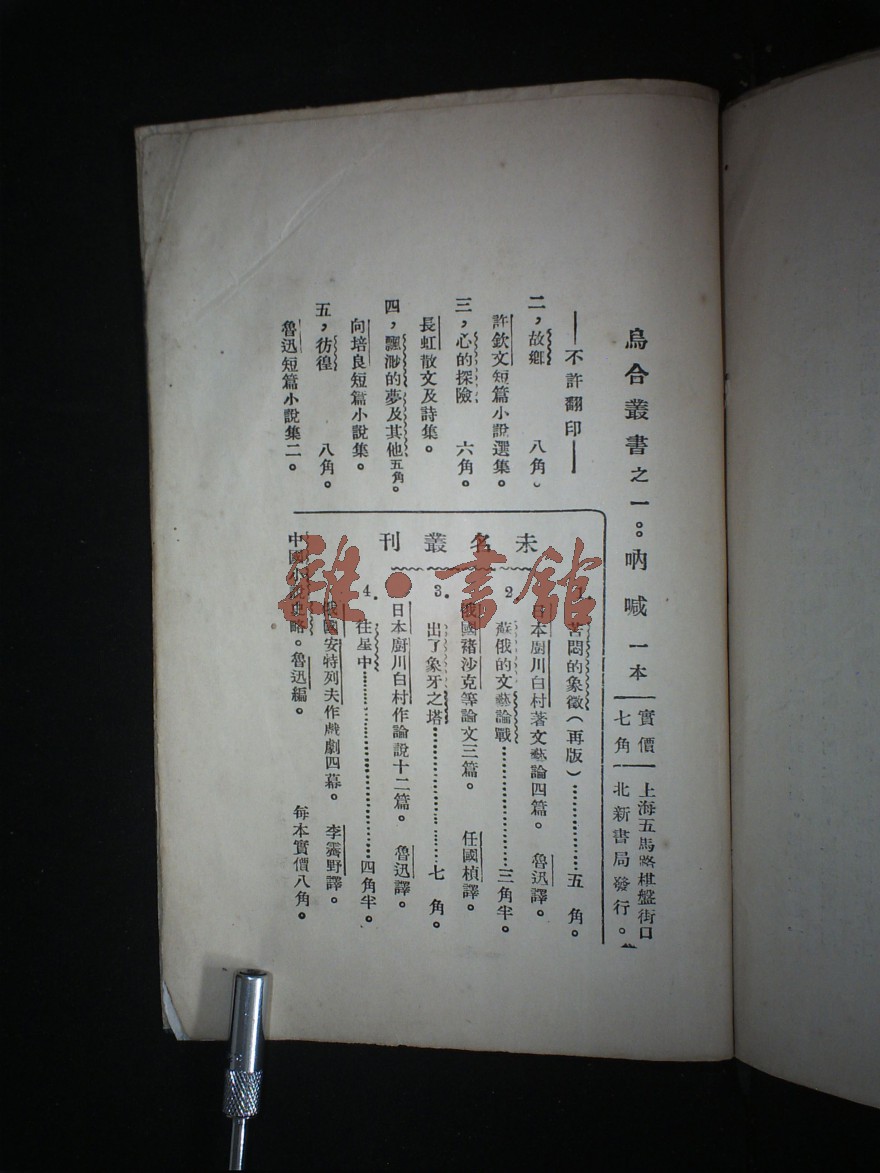 烏合叢書之一。。吶喊 一本
實價
七角
上海五馬路棋盤街口
北新書局發行。
——不許翻印——
二，故鄉 八角。
許欽文短篇小說選集。
三，心的探險 六角。
長虹散文及詩集。
四，飄渺的夢及其他 五角。
向培良短篇小說集。
五，彷徨 八角。
魯迅短篇小說集二。
未名叢刊
1. 苦悶的象徵（再版）………………五角。
日本廚川白村著文藝論四篇。 魯迅譯。
2 蘇俄的文藝論戰………………三角半。
俄國褚沙克等論文三篇。 任國楨譯。
3. 出了象牙之塔………………七角。
日本廚川白村作論說十二篇。 魯迅譯。
4. 往星中………………四角半。
俄國安特列夫作戲劇四幕。 李霽野譯。
中國小說史略。魯迅編。 每本實價八角。
雜·書館